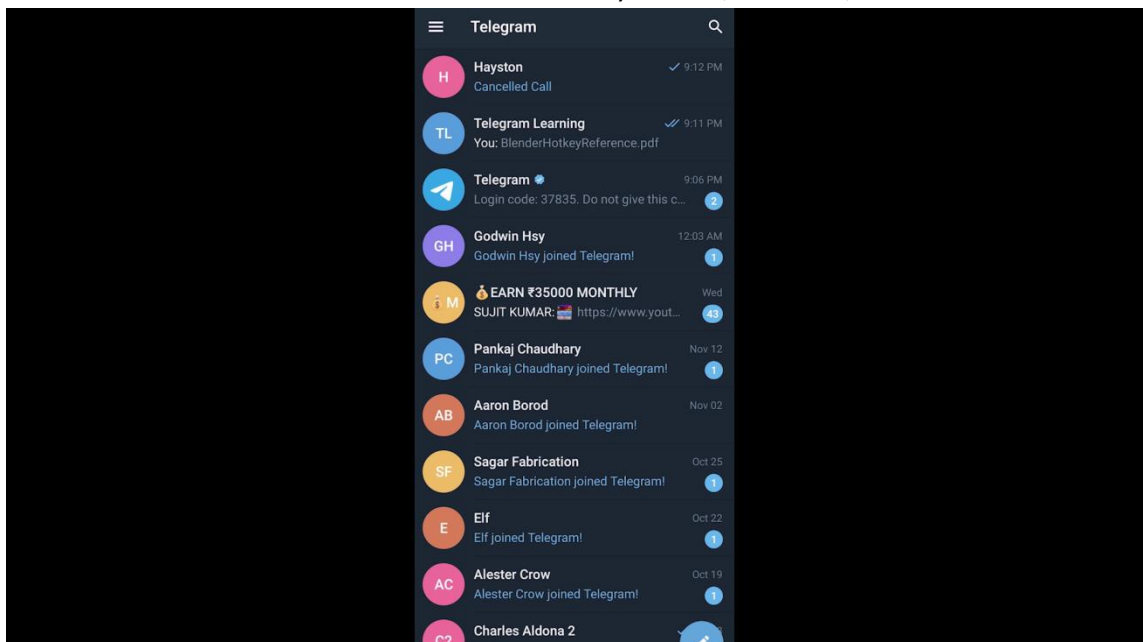 Telegram
H
Hayston
9:12 PM
Cancelled Call
TL
Telegram Learning
9:11 PM
You: BlenderHotkeyReference.pdf
Telegram
9:06 PM
Login code: 37835. Do not give this c...
2
GH
Godwin Hsy
12:03 AM
Godwin Hsy joined Telegram!
1
💰 M
💰EARN ₹35000 MONTHLY
Wed
SUJIT KUMAR: https://www.yout...
43
PC
Pankaj Chaudhary
Nov 12
Pankaj Chaudhary joined Telegram!
1
AB
Aaron Borod
Nov 02
Aaron Borod joined Telegram!
SF
Sagar Fabrication
Oct 25
Sagar Fabrication joined Telegram!
1
E
Elf
Oct 22
Elf joined Telegram!
1
AC
Alester Crow
Oct 19
Alester Crow joined Telegram!
1
C2
Charles Aldona 2